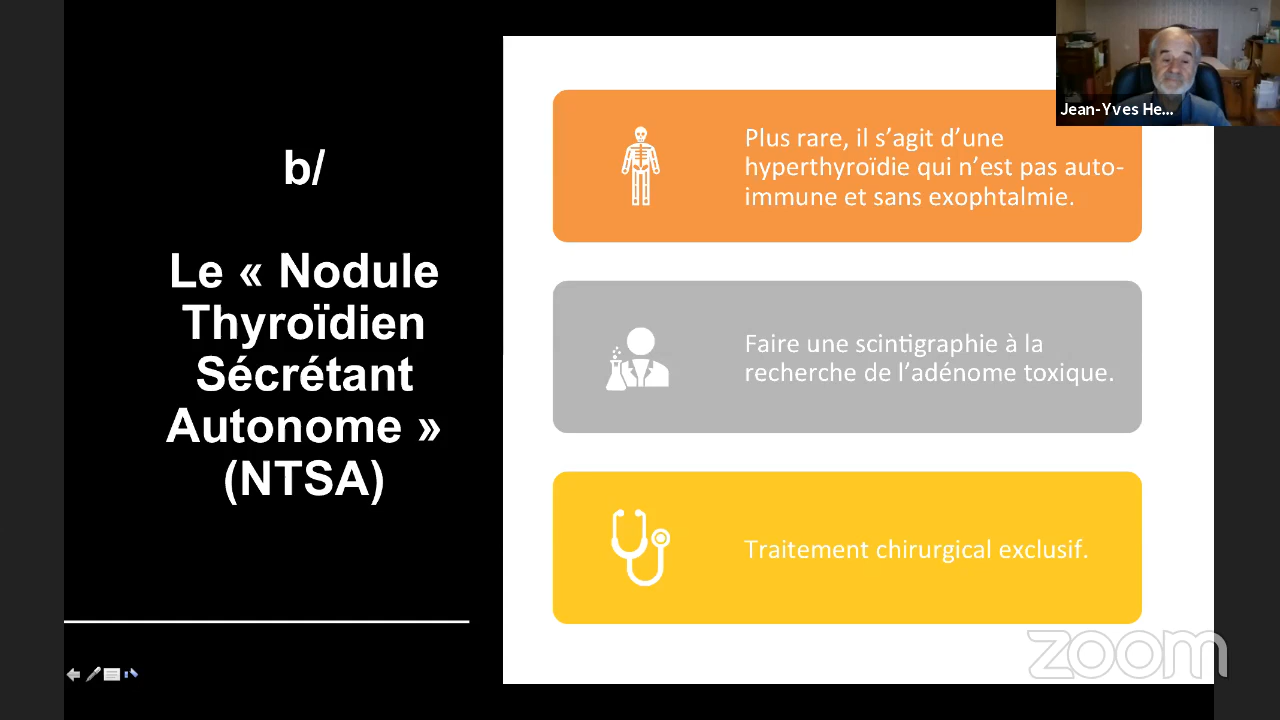 b/
Le « Nodule
Thyroïdien
Sécrétant
Autonome »
(NTSA)
Plus rare, il s’agit d’une
hyperthyroïdie qui n’est pas auto-
immune et sans exophtalmie.
Faire une scintigraphie à la
recherche de l’adénome toxique.
Traitement chirurgical exclusif.
Jean-Yves He...
zoom